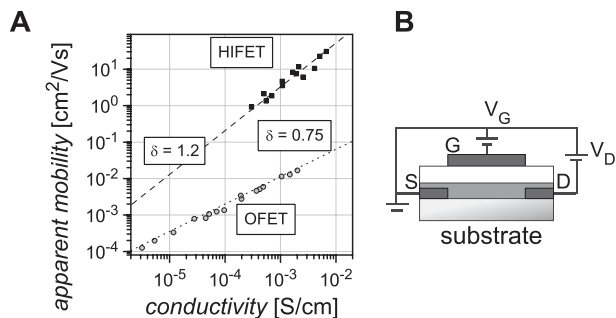 A
HIFET
δ = 1.2
δ = 0.75
OFET
apparent mobility [cm²/Vs]
10¹
10⁰
10⁻¹
10⁻²
10⁻³
10⁻⁴
10⁻⁵ 10⁻⁴ 10⁻³ 10⁻²
conductivity [S/cm]
B
V_G
G
V_D
S D
substrate